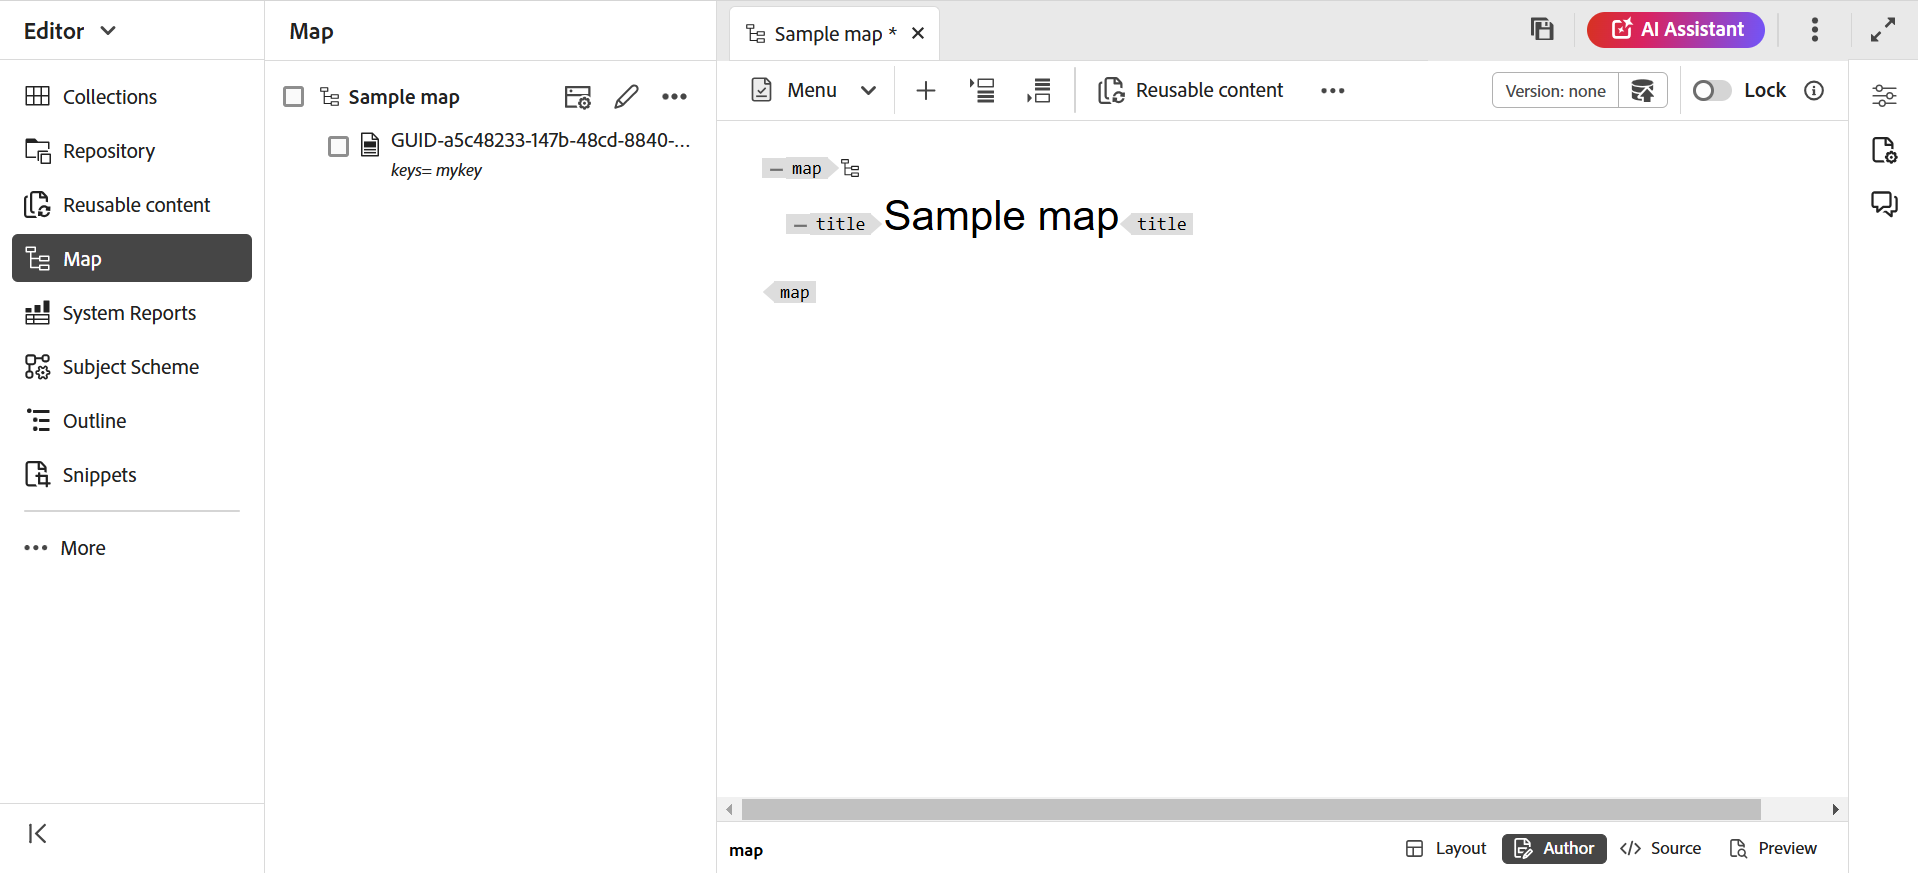 Editor
Collections
Repository
Reusable content
Map
System Reports
Subject Scheme
Outline
Snippets
More
Map
Sample map
GUID-a5c48233-147b-48cd-8840-...
keys= mykey
Sample map *
AI Assistant
Menu
Reusable content
Version: none
Lock
map
title Sample map title
map
map
Layout
Author
Source
Preview